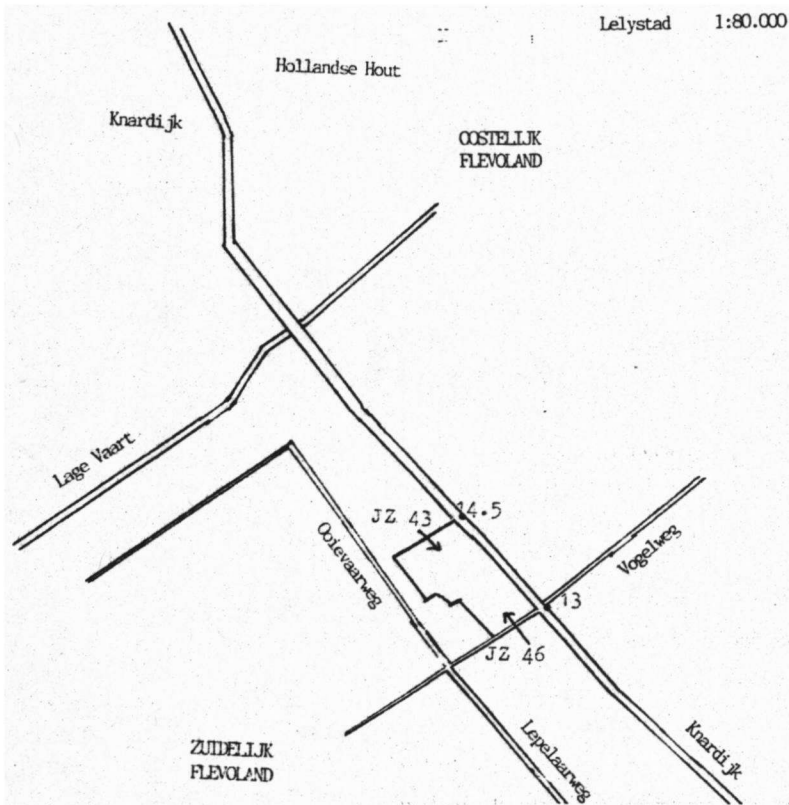 Lelystad 1:80.000
Hollandse Hout
Knardijk
OOSTELIJK
FLEVOLAND
Lage Vaart
14.5
JZ 43
Ooievaarweg
Vogelweg
13
JZ 46
Knardijk
Lepelaarweg
ZUIDELIJK
FLEVOLAND